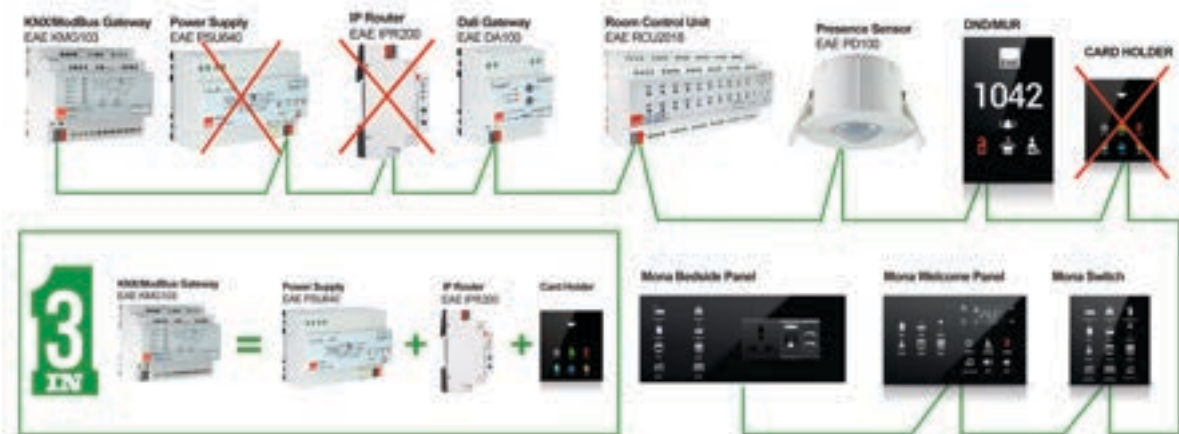 KNX/ModBus Gateway
EAE KMG103
Power Supply
EAE PSU640
IP Router
EAE IPR200
Dali Gateway
EAE DA100
Room Control Unit
EAE RCU2018
Presence Sensor
EAE PD100
DND/MUR
1042
CARD HOLDER
3
IN
1
KNX/ModBus Gateway
EAE KMG103
=
Power Supply
EAE PSU640
+
IP Router
EAE IPR200
+
Card Holder
Mona Bedside Panel
Mona Welcome Panel
Mona Switch